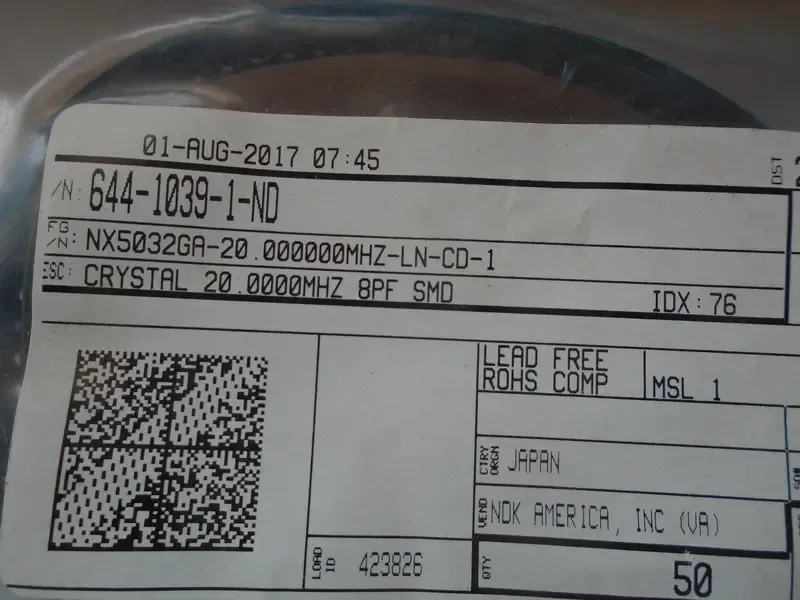 01-AUG-2017 07:45
/N: 644-1039-1-ND
FG
/N: NX5032GA-20.000000MHZ-LN-CD-1
ESC: CRYSTAL 20.0000MHZ 8PF SMD
IDX: 76
DST
LEAD FREE
ROHS COMP
MSL 1
CTRY
ORGN JAPAN
VEND NDK AMERICA, INC (VA)
LOAD
ID 423826
QTY 50